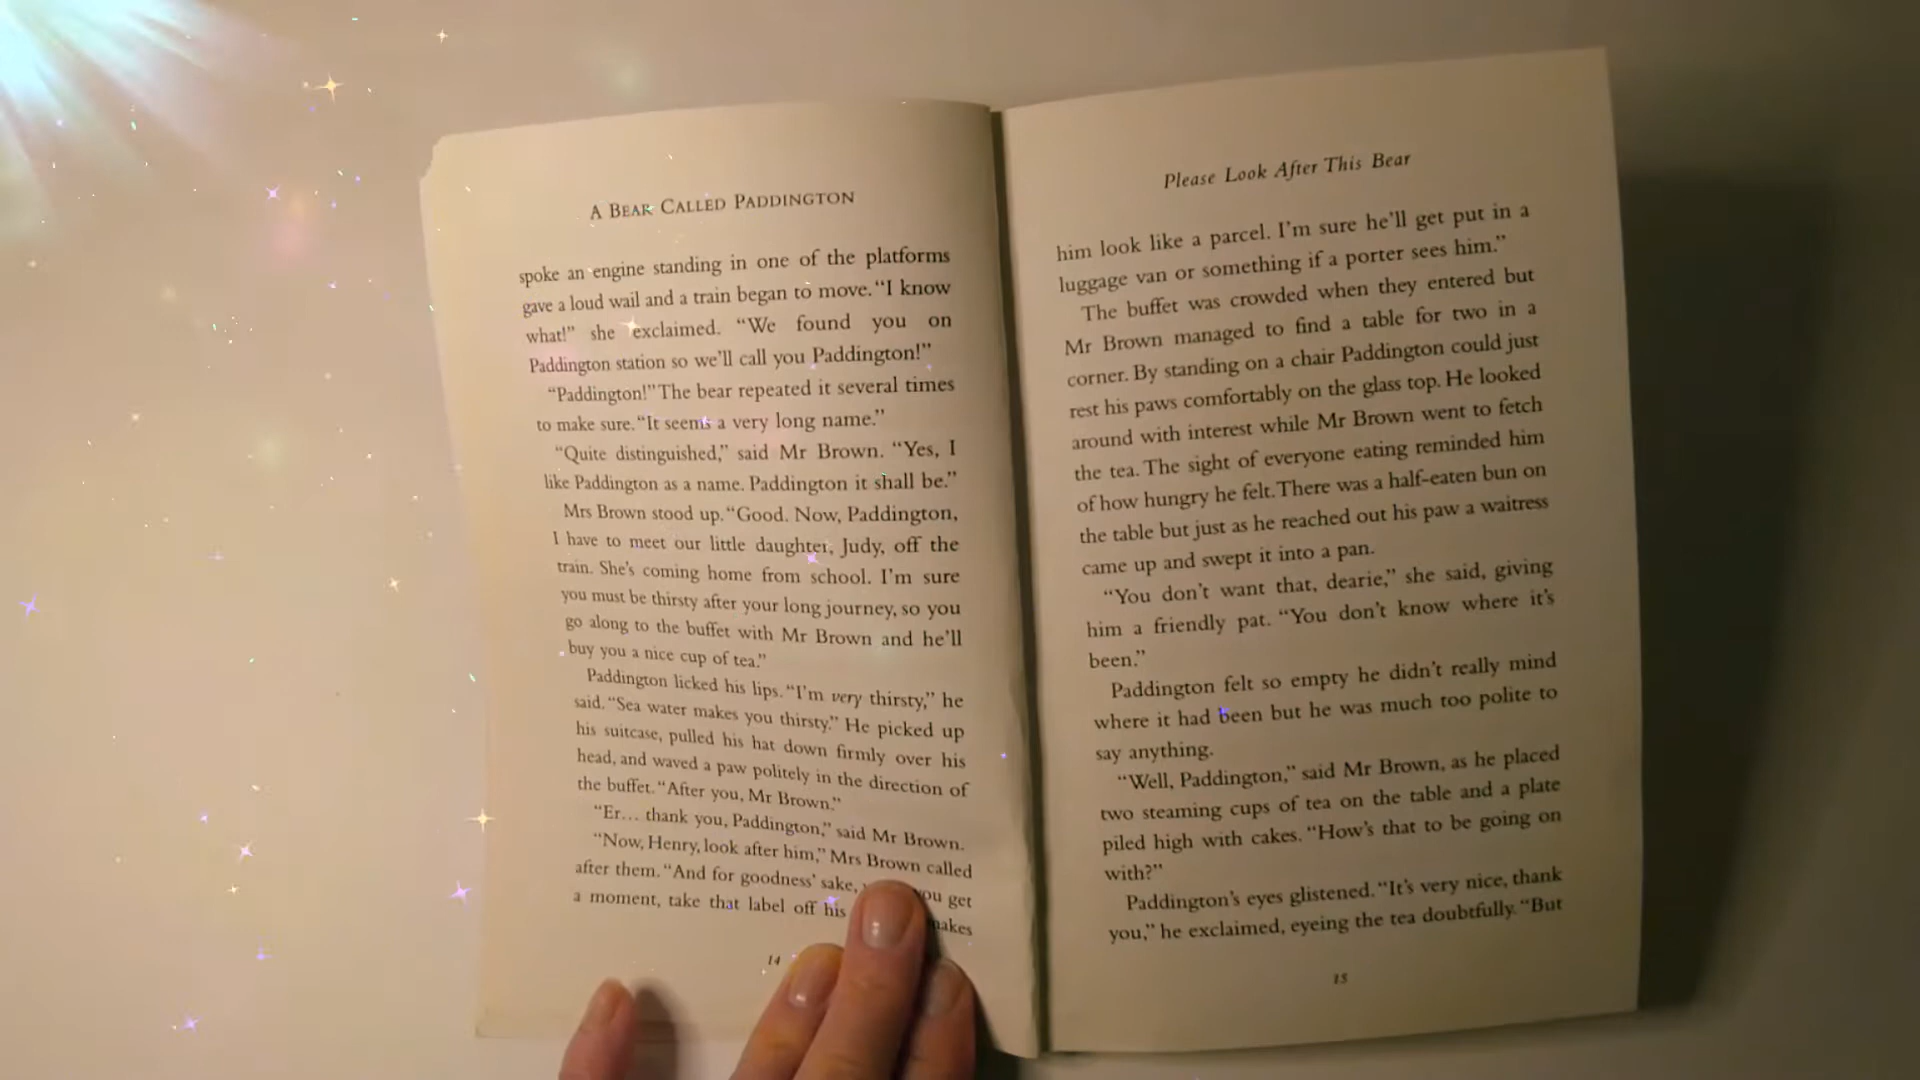 A BEAR CALLED PADDINGTON
spoke an engine standing in one of the platforms
gave a loud wail and a train began to move. “I know
what!” she exclaimed. “We found you on
Paddington station so we’ll call you Paddington!”
“Paddington!” The bear repeated it several times
to make sure. “It seems a very long name.”
“Quite distinguished,” said Mr Brown. “Yes, I
like Paddington as a name. Paddington it shall be.”
Mrs Brown stood up. “Good. Now, Paddington,
I have to meet our little daughter, Judy, off the
train. She’s coming home from school. I’m sure
you must be thirsty after your long journey, so you
go along to the buffet with Mr Brown and he’ll
buy you a nice cup of tea.”
Paddington licked his lips. “I’m very thirsty,” he
said. “Sea water makes you thirsty.” He picked up
his suitcase, pulled his hat down firmly over his
head, and waved a paw politely in the direction of
the buffet. “After you, Mr Brown.”
“Er... thank you, Paddington,” said Mr Brown.
“Now, Henry, look after him,” Mrs Brown called
after them. “And for goodness’ sake, you get
a moment, take that label off his makes
14
Please Look After This Bear
him look like a parcel. I’m sure he’ll get put in a
luggage van or something if a porter sees him.”
The buffet was crowded when they entered but
Mr Brown managed to find a table for two in a
corner. By standing on a chair Paddington could just
rest his paws comfortably on the glass top. He looked
around with interest while Mr Brown went to fetch
the tea. The sight of everyone eating reminded him
of how hungry he felt. There was a half-eaten bun on
the table but just as he reached out his paw a waitress
came up and swept it into a pan.
“You don’t want that, dearie,” she said, giving
him a friendly pat. “You don’t know where it’s
been.”
Paddington felt so empty he didn’t really mind
where it had been but he was much too polite to
say anything.
“Well, Paddington,” said Mr Brown, as he placed
two steaming cups of tea on the table and a plate
piled high with cakes. “How’s that to be going on
with?”
Paddington’s eyes glistened. “It’s very nice, thank
you,” he exclaimed, eyeing the tea doubtfully. “But
15